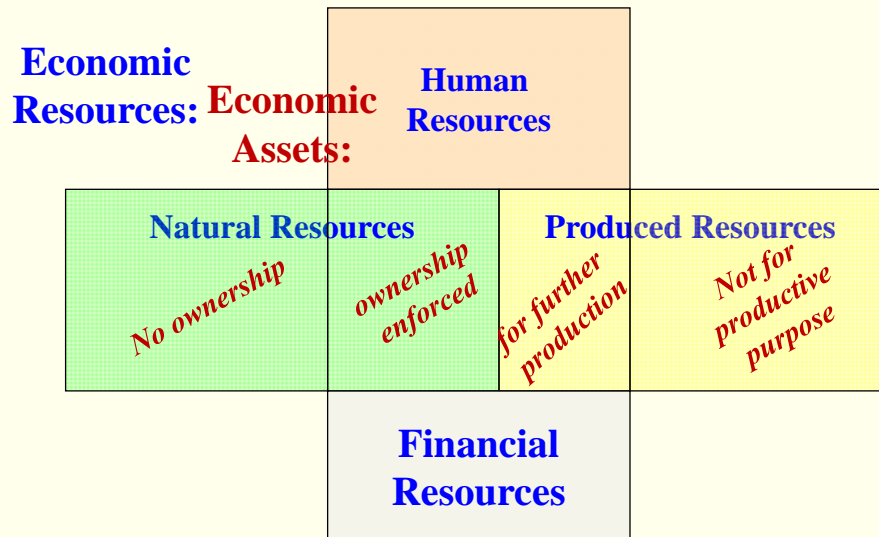 Economic
Resources:
Economic
Assets:
Human
Resources
Natural Resources
Produced Resources
No ownership
ownership
enforced
for further
production
Not for
productive
purpose
Financial
Resources